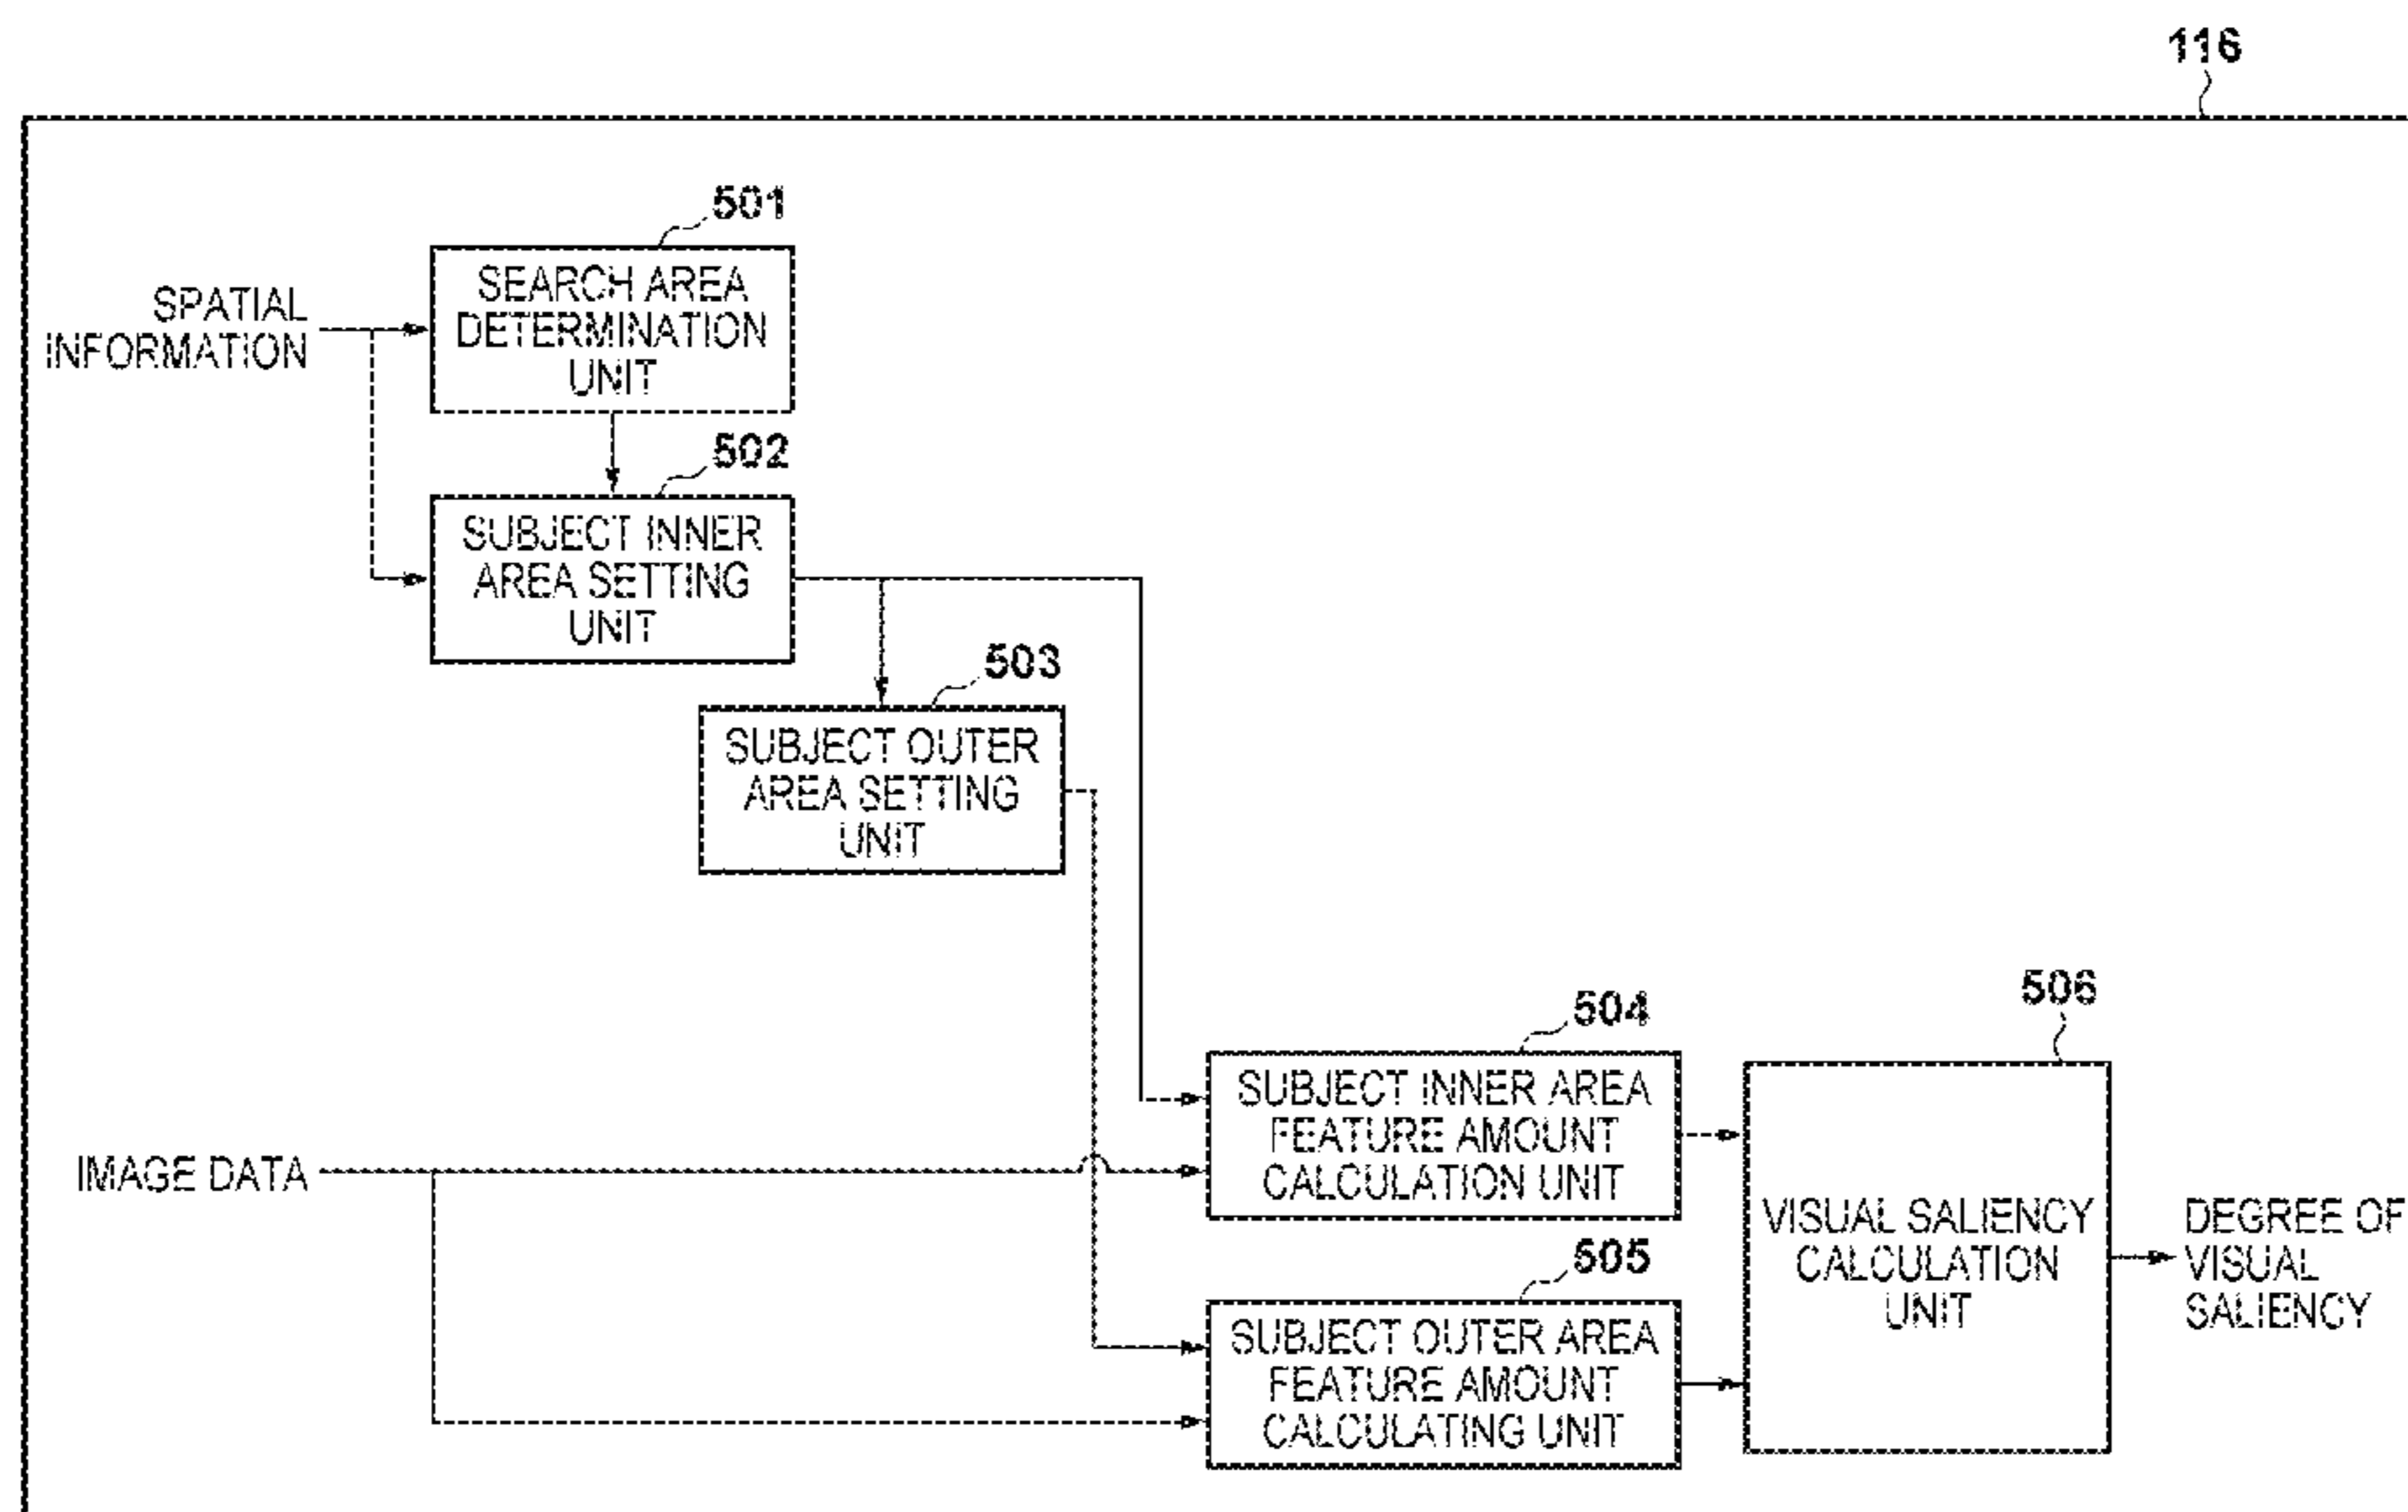 116
501
SPATIAL
INFORMATION
SEARCH AREA
DETERMINATION
UNIT
502
SUBJECT INNER
AREA SETTING
UNIT
503
SUBJECT OUTER
AREA SETTING
UNIT
504
506
SUBJECT INNER AREA
FEATURE AMOUNT
CALCULATION UNIT
IMAGE DATA
VISUAL SALIENCY
CALCULATION
UNIT
DEGREE OF
VISUAL
SALIENCY
505
SUBJECT OUTER AREA
FEATURE AMOUNT
CALCULATING UNIT